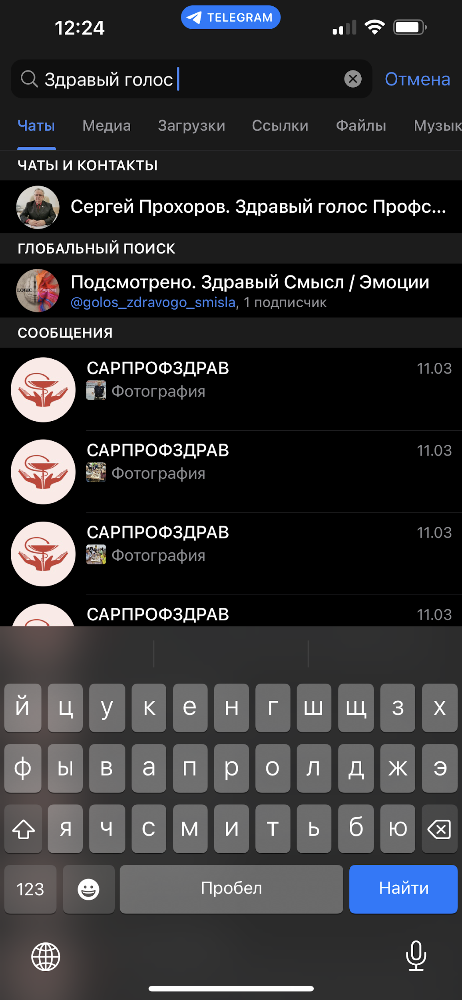 12:24
TELEGRAM
Здравый голос
Отмена
Чаты Медиа Загрузки Ссылки Файлы Музык
ЧАТЫ И КОНТАКТЫ
Сергей Прохоров. Здравый голос Профс...
ГЛОБАЛЬНЫЙ ПОИСК
LOGIC Emotions
Подсмотрено. Здравый Смысл / Эмоции
@golos_zdravogo_smisla, 1 подписчик
СООБЩЕНИЯ
САРПРОФЗДРАВ 11.03
Фотография
САРПРОФЗДРАВ 11.03
Фотография
САРПРОФЗДРАВ 11.03
Фотография
САРПРОФЗДРАВ 11.03
й ц у к е н г ш щ з х
ф ы в а п р о л д ж э
я ч с м и т ь б ю
123 Пробел Найти